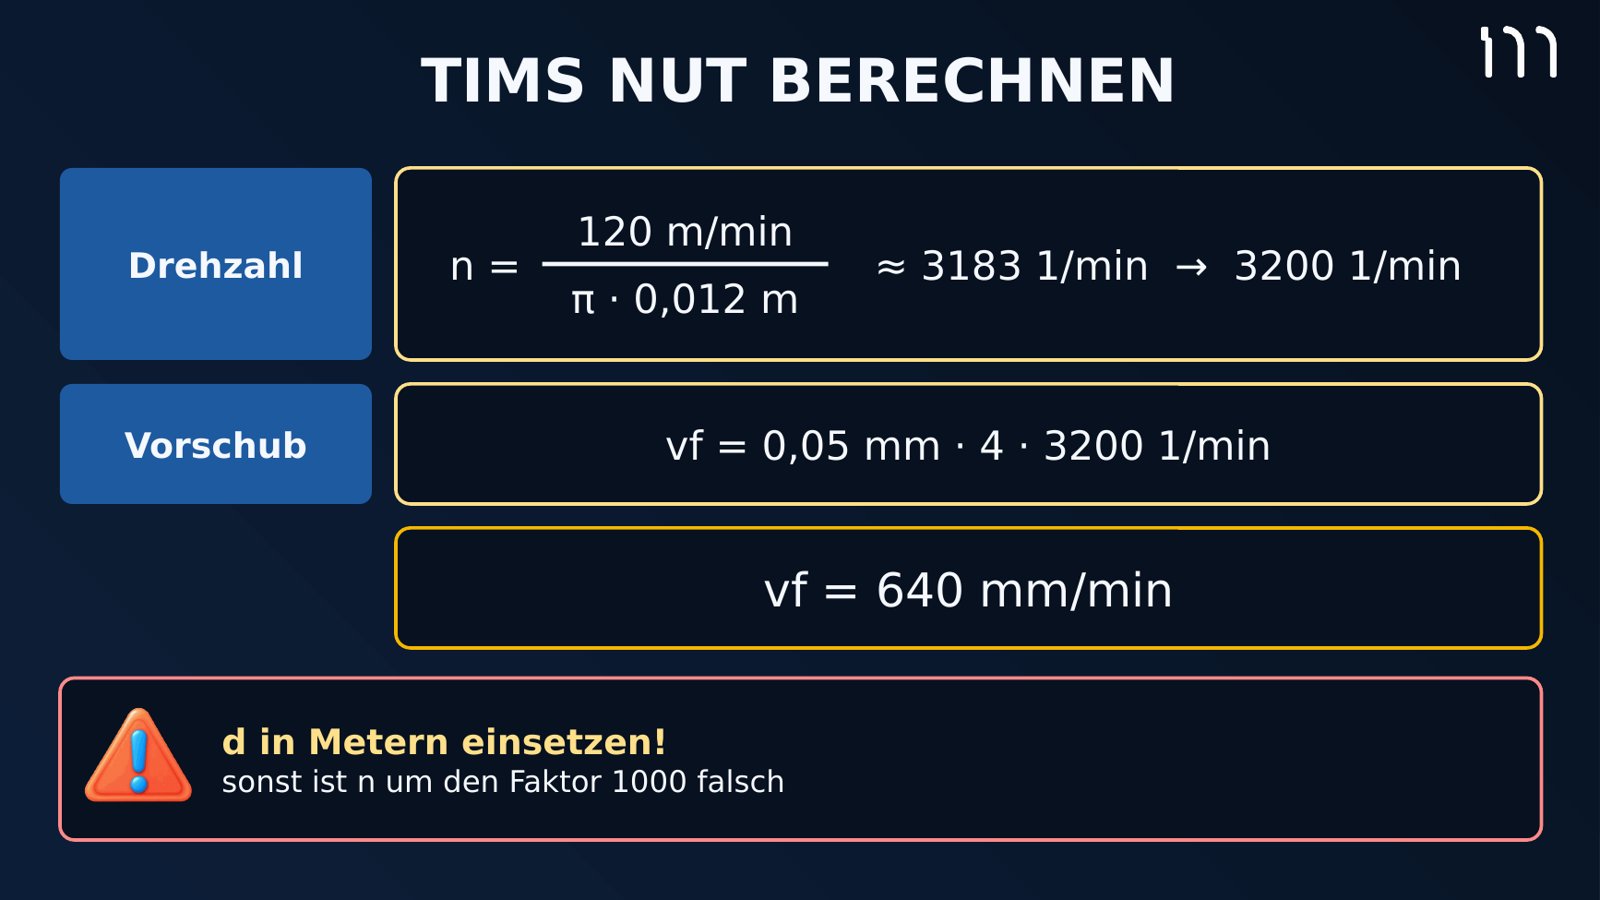 TIMS NUT BERECHNEN
Drehzahl
n = 120 m/min / π · 0,012 m ≈ 3183 1/min → 3200 1/min
Vorschub
vf = 0,05 mm · 4 · 3200 1/min
vf = 640 mm/min
d in Metern einsetzen!
sonst ist n um den Faktor 1000 falsch